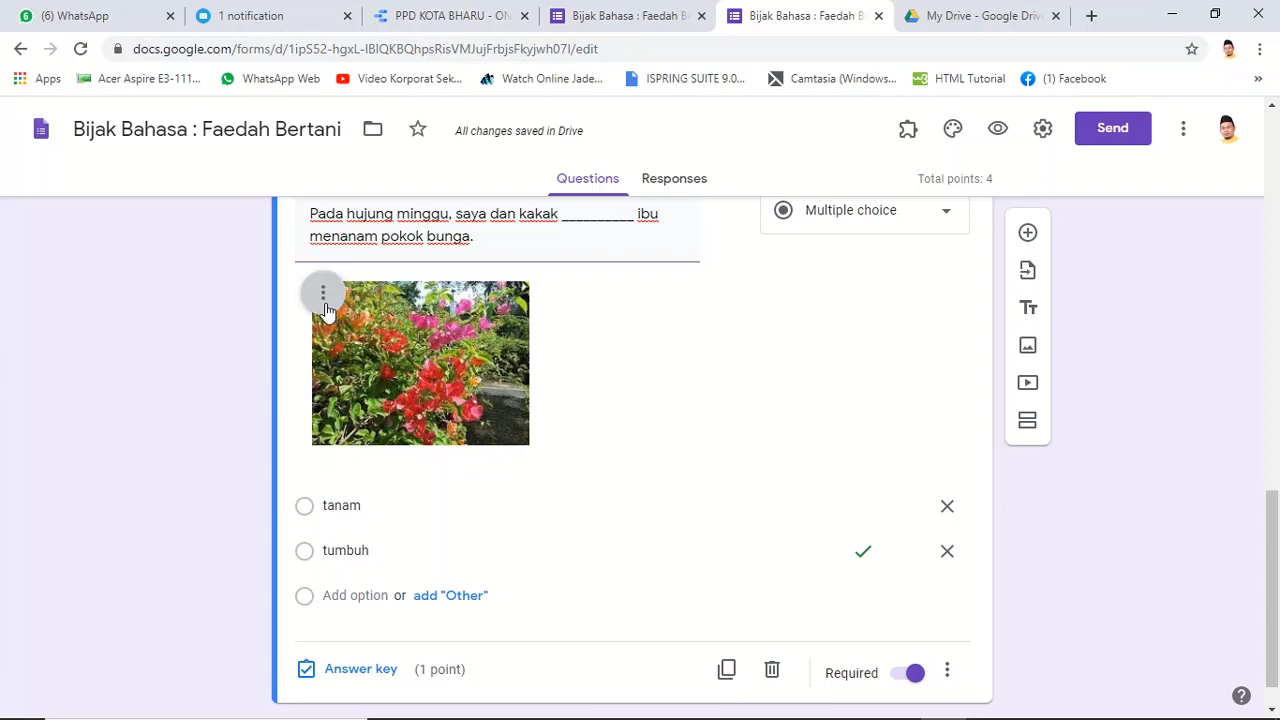 (6) WhatsApp
1 notification
PPD KOTA BHARU - ON
Bijak Bahasa : Faedah B
Bijak Bahasa : Faedah B
My Drive - Google Drive
docs.google.com/forms/d/1ipS52-hgxL-IBIQKBQhpsRisVMJujFrbjsFkyjwh07I/edit
Apps
Acer Aspire E3-111...
WhatsApp Web
Video Korporat Sek...
Watch Online Jade...
ISPRING SUITE 9.0...
Camtasia (Windows...
HTML Tutorial
(1) Facebook
»
Bijak Bahasa : Faedah Bertani
All changes saved in Drive
Send
Questions
Responses
Total points: 4
Pada hujung minggu, saya dan kakak __________ ibu
menanam pokok bunga.
Multiple choice
tanam
tumbuh
Add option or add "Other"
Answer key (1 point)
Required